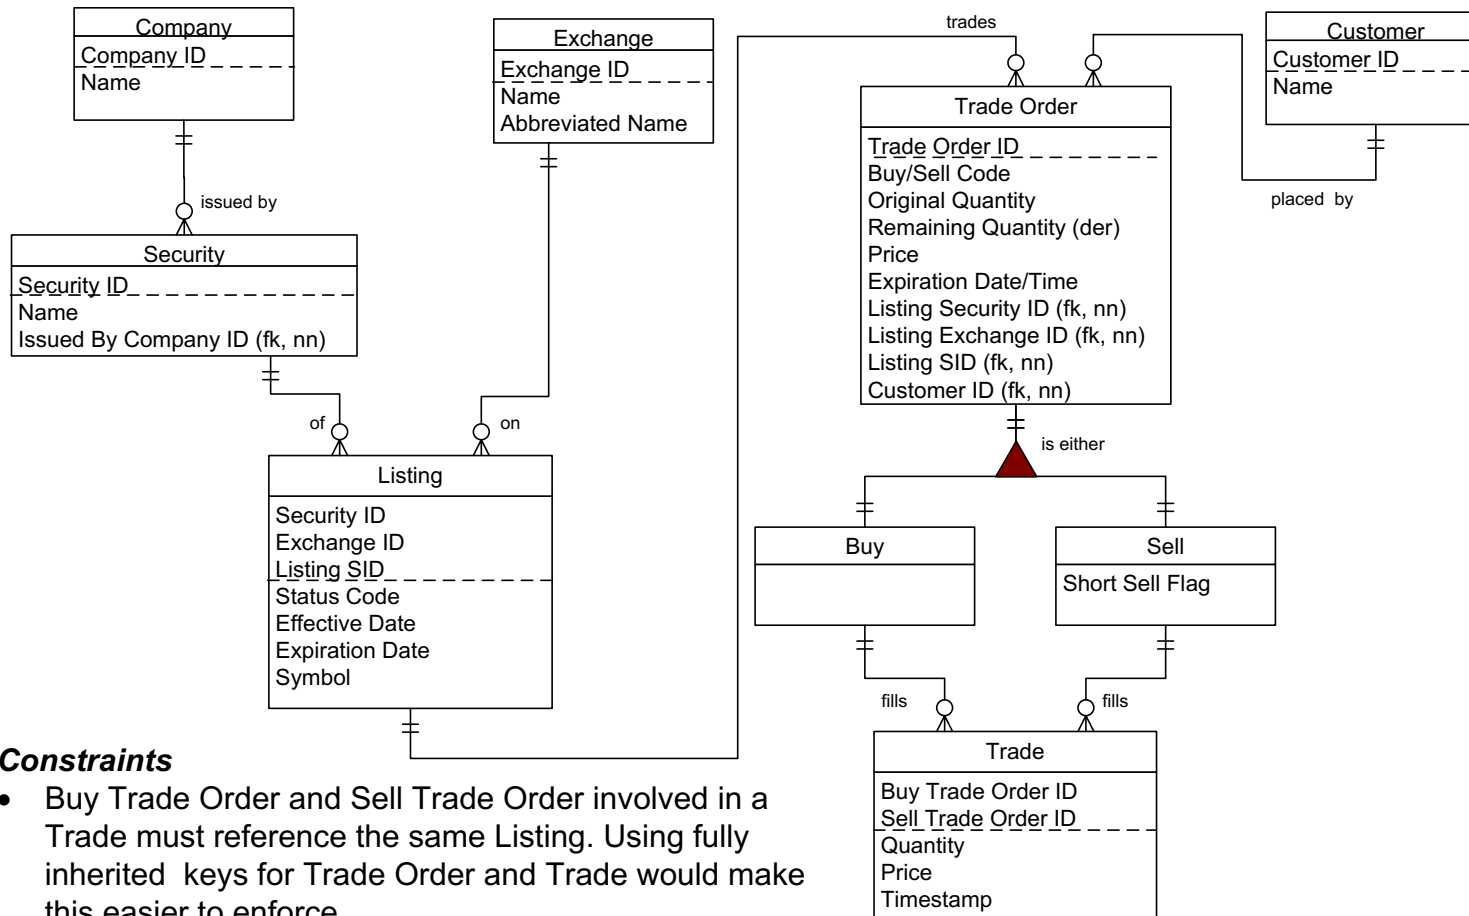 Company
Company ID
Name
issued by
Security
Security ID
Name
Issued By Company ID (fk, nn)
Exchange
Exchange ID
Name
Abbreviated Name
of
on
Listing
Security ID
Exchange ID
Listing SID
Status Code
Effective Date
Expiration Date
Symbol
trades
Trade Order
Trade Order ID
Buy/Sell Code
Original Quantity
Remaining Quantity (der)
Price
Expiration Date/Time
Listing Security ID (fk, nn)
Listing Exchange ID (fk, nn)
Listing SID (fk, nn)
Customer ID (fk, nn)
Customer
Customer ID
Name
placed by
is either
Buy
Sell
Short Sell Flag
fills
fills
Trade
Buy Trade Order ID
Sell Trade Order ID
Quantity
Price
Timestamp
Constraints
• Buy Trade Order and Sell Trade Order involved in a
Trade must reference the same Listing. Using fully
inherited keys for Trade Order and Trade would make
this easier to enforce